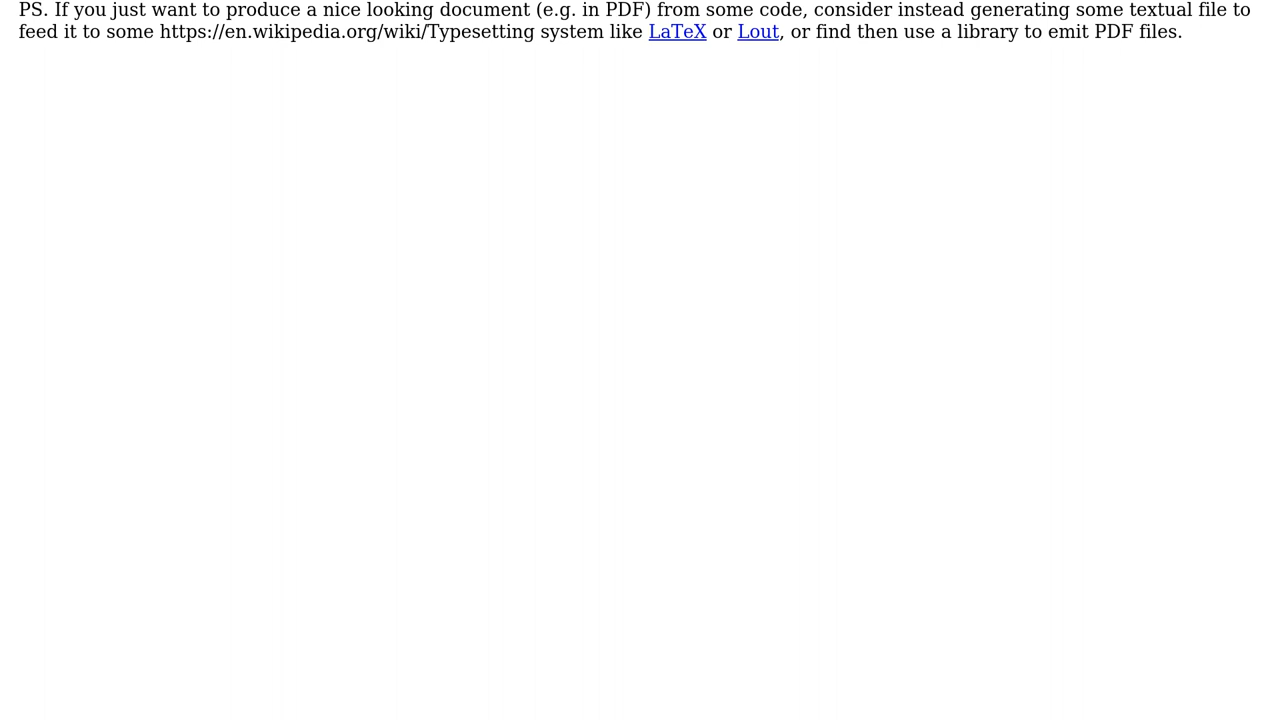 PS. If you just want to produce a nice looking document (e.g. in PDF) from some code, consider instead generating some textual file to
feed it to some https://en.wikipedia.org/wiki/Typesetting system like LaTeX or Lout, or find then use a library to emit PDF files.